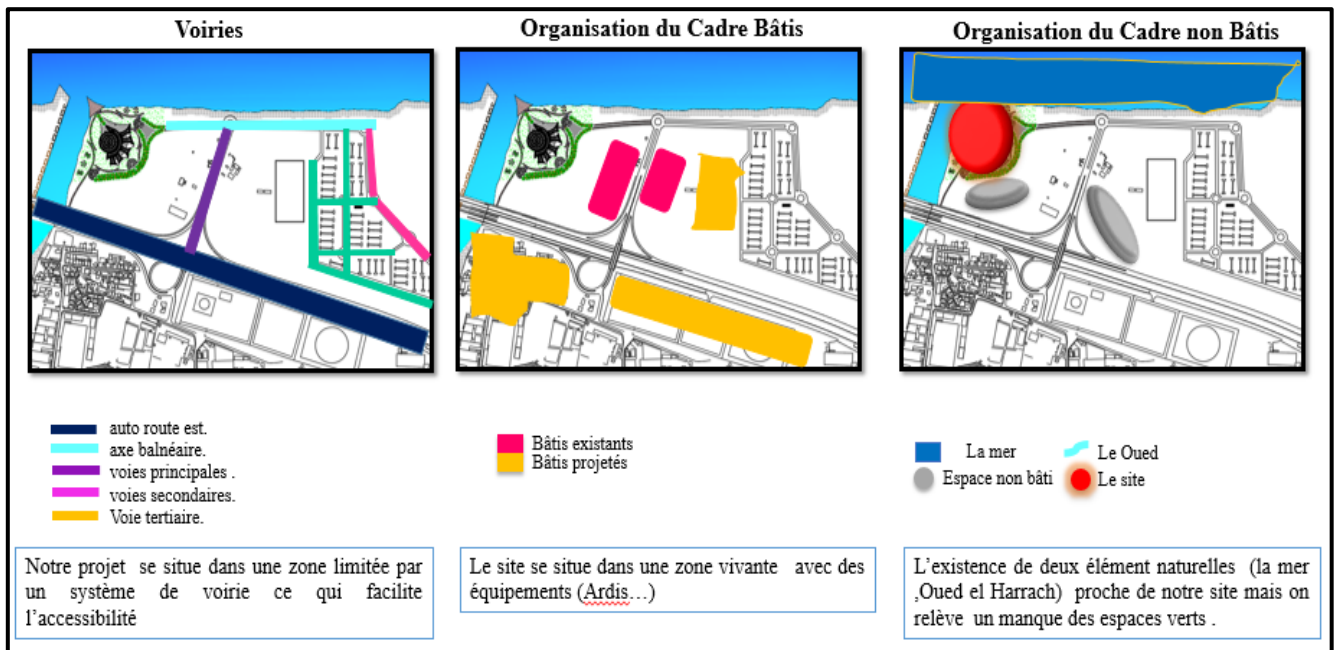 Voiries
Organisation du Cadre Bâtis
Organisation du Cadre non Bâtis
auto route est.
axe balnéaire.
voies principales .
voies secondaires.
Voie tertiaire.
Bâtis existants
Bâtis projetés
La mer
Le Oued
Espace non bâti
Le site
Notre projet se situe dans une zone limitée par
un système de voirie ce qui facilite
l’accessibilité
Le site se situe dans une zone vivante avec des
équipements (Ardis…)
L’existence de deux élément naturelles (la mer
,Oued el Harrach) proche de notre site mais on
relève un manque des espaces verts .